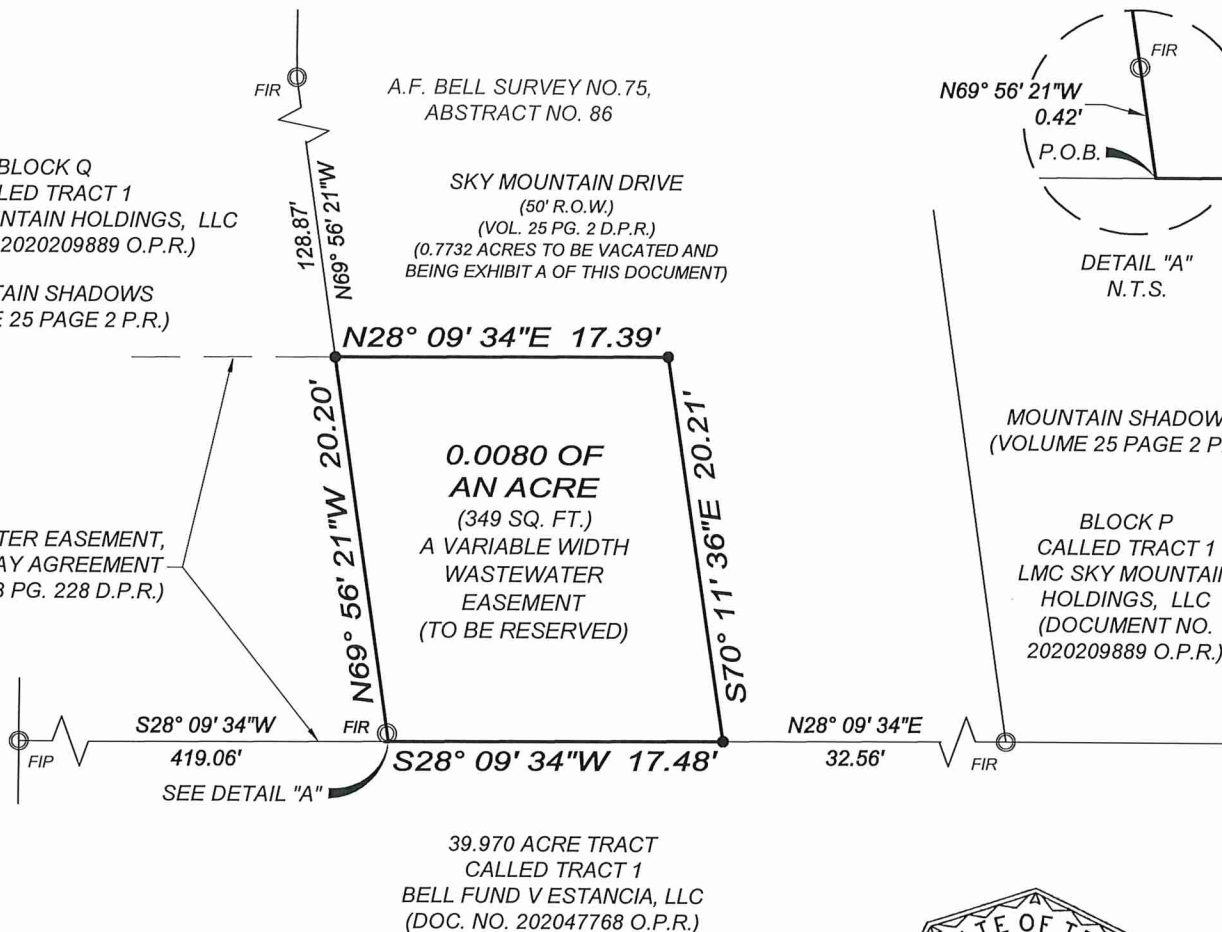 FIR
A.F. BELL SURVEY NO.75,
ABSTRACT NO. 86
FIR
N69° 56' 21"W
0.42'
P.O.B.
DETAIL "A"
N.T.S.
BLOCK Q
TRACT 1
HOLDINGS, LLC
2020209889 O.P.R.)
SHADOWS
25 PAGE 2 P.R.)
128.87'
N69° 56' 21"W
SKY MOUNTAIN DRIVE
(50' R.O.W.)
(VOL. 25 PG. 2 D.P.R.)
(0.7732 ACRES TO BE VACATED AND
BEING EXHIBIT A OF THIS DOCUMENT)
N28° 09' 34"E 17.39'
N69° 56' 21"W 20.20'
0.0080 OF
AN ACRE
(349 SQ. FT.)
A VARIABLE WIDTH
WASTEWATER
EASEMENT
(TO BE RESERVED)
S70° 11' 36"E 20.21'
MOUNTAIN SHADOW
(VOLUME 25 PAGE 2
BLOCK P
CALLED TRACT 1
LMC SKY MOUNTAIN
HOLDINGS, LLC
(DOCUMENT NO.
2020209889 O.P.R.)
TER EASEMENT,
AY AGREEMENT
PG. 228 D.P.R.)
FIP
S28° 09' 34"W
419.06'
FIR
SEE DETAIL "A"
S28° 09' 34"W 17.48'
N28° 09' 34"E
32.56'
FIR
39.970 ACRE TRACT
CALLED TRACT 1
BELL FUND V ESTANCIA, LLC
(DOC. NO. 202047768 O.P.R.)
TE OF T